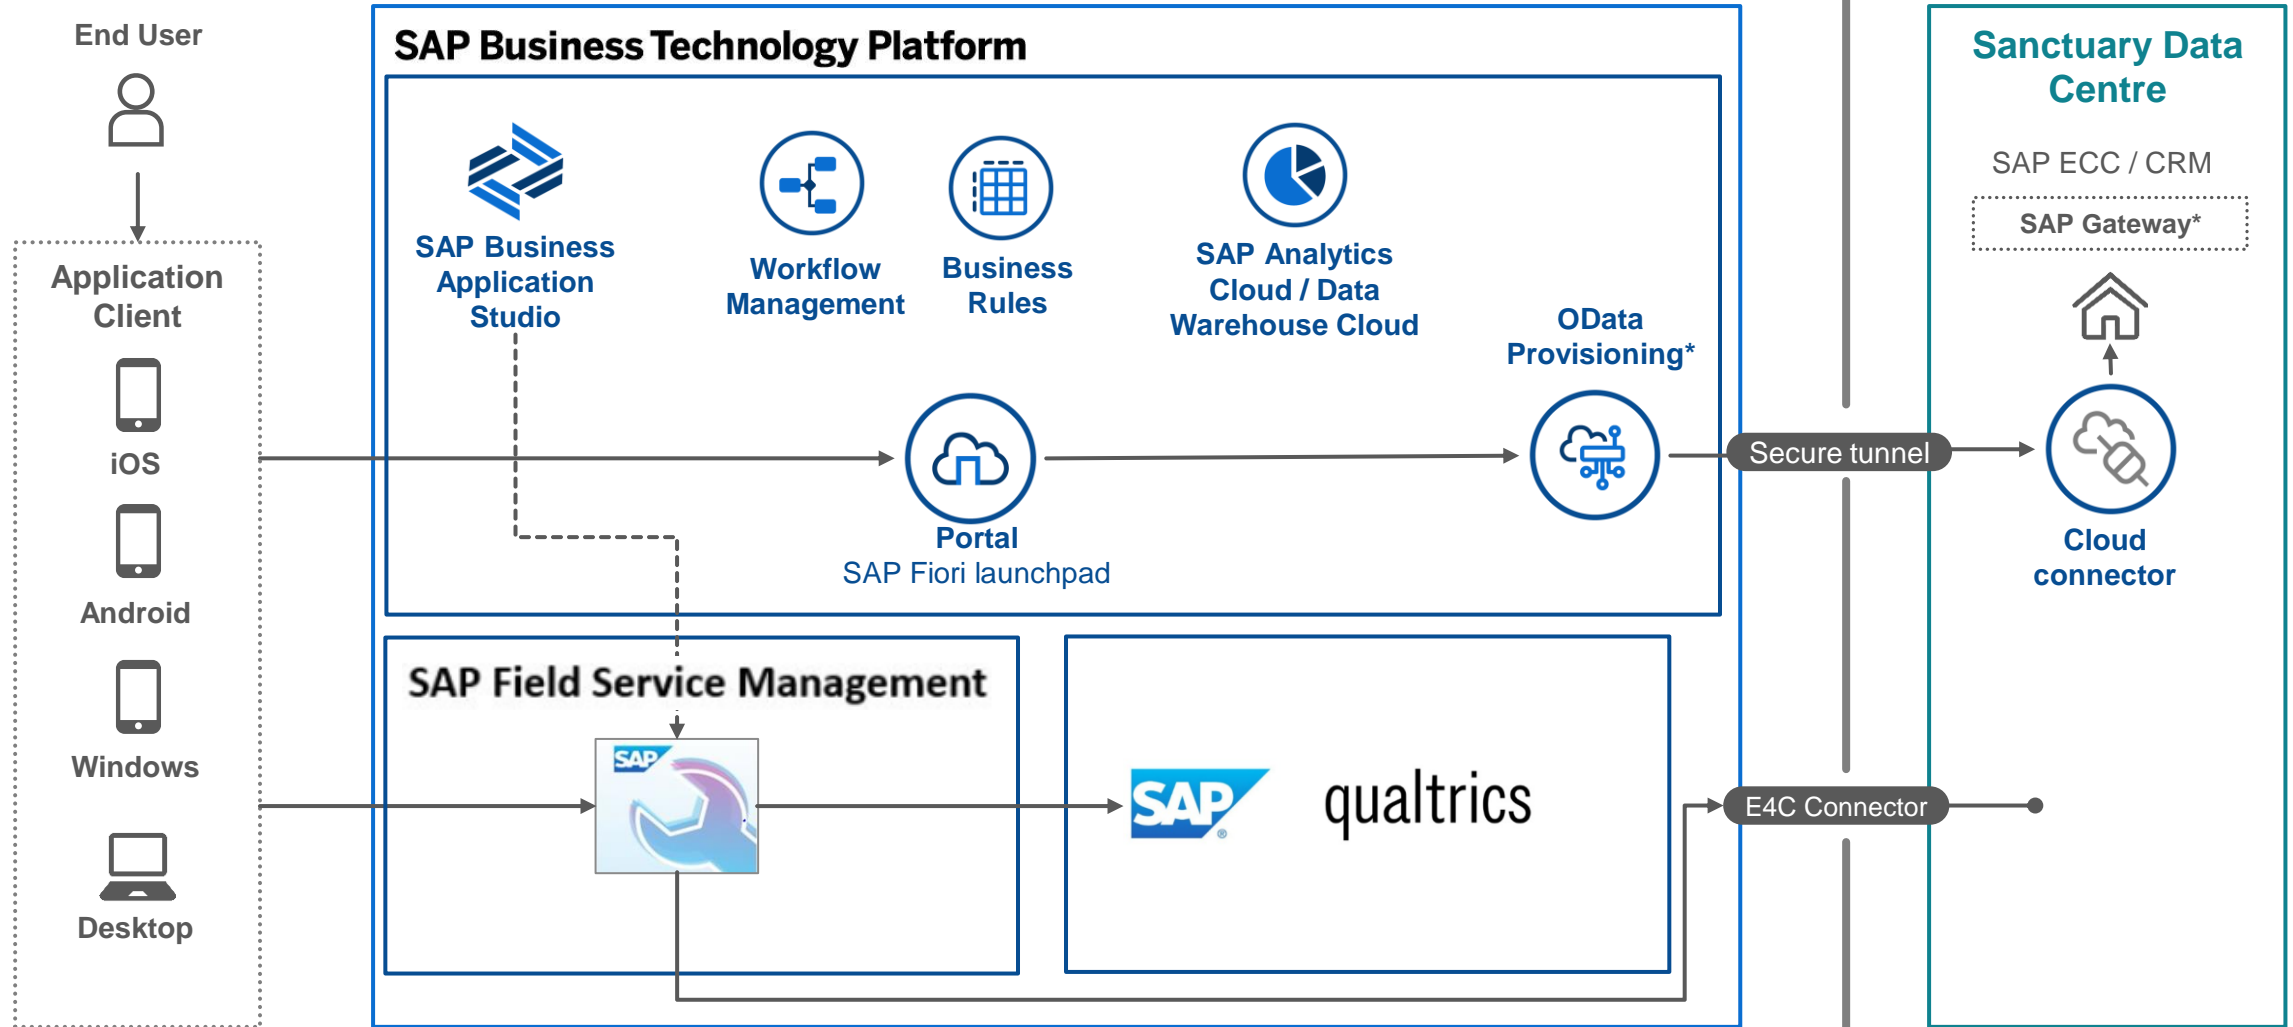 End User
Application
Client
iOS
Android
Windows
Desktop
SAP Business Technology Platform
SAP Business
Application
Studio
Workflow
Management
Business
Rules
SAP Analytics
Cloud / Data
Warehouse Cloud
OData
Provisioning*
Portal
SAP Fiori launchpad
SAP Field Service Management
SAP
SAP
®
qualtrics
Secure tunnel
E4C Connector
Sanctuary Data
Centre
SAP ECC / CRM
SAP Gateway*
Cloud
connector